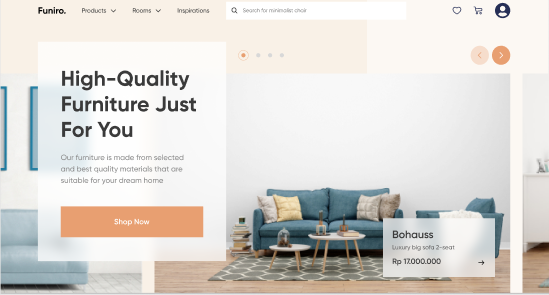 Funiro.
Products
Rooms
Inspirations
Search for minimalist chair
High-Quality
Furniture Just
For You
Our furniture is made from selected
and best quality materials that are
suitable for your dream home
Shop Now
Bohauss
Luxury big sofa 2-seat
Rp 17.000.000